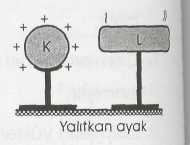 + + +
+ K +
+ + +
L
Yalıtkan ayak